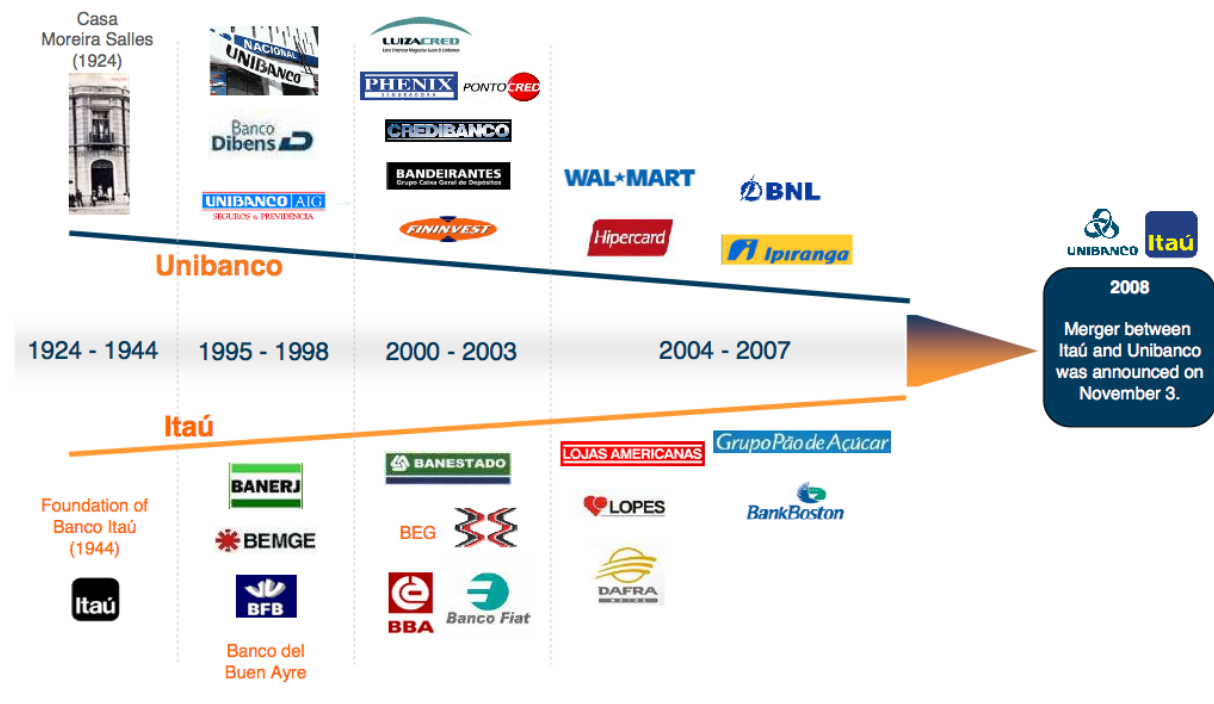 Casa
Moreira Salles
(1924)
NACIONAL
UNIBANCO
Banco
Dibens
UNIBANCO AIG
SEGUROS & PREVIDÊNCIA
LUIZACRED
PHENIX
SEGURADORA
PONTOCRED
CREDIBANCO
BANDEIRANTES
Grupo Caixa Geral de Depósitos
FININVEST
WAL★MART
BNL
Hipercard
Ipiranga
UNIBANCO
Itaú
Unibanco
1924 - 1944
1995 - 1998
2000 - 2003
2004 - 2007
2008
Merger between
Itaú and Unibanco
was announced on
November 3.
Itaú
Foundation of
Banco Itaú
(1944)
Itaú
BANERJ
BEMGE
BFB
Banco del
Buen Ayre
BANESTADO
BEG
BBA
Banco Fiat
LOJAS AMERICANAS
GrupoPãodeAçúcar
LOPES
BankBoston
DAFRA
MOTOS